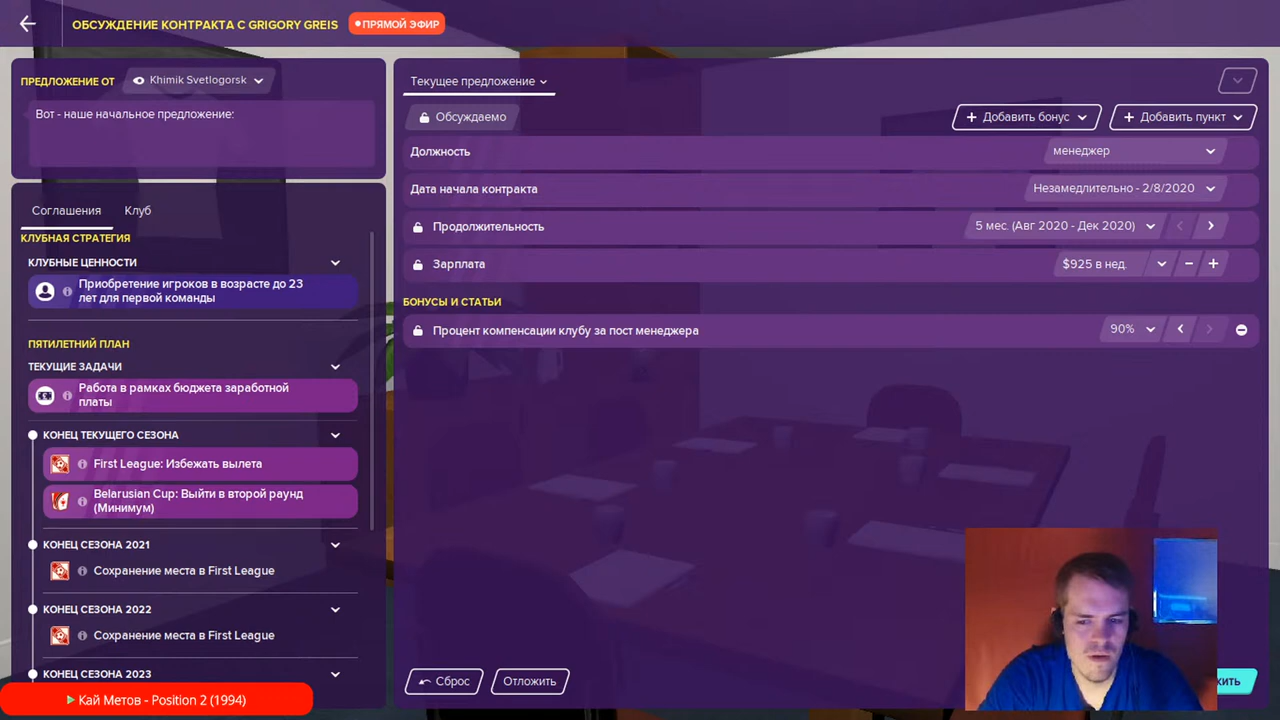 ОБСУЖДЕНИЕ КОНТРАКТА С GRIGORY GREIS
ПРЯМОЙ ЭФИР
ПРЕДЛОЖЕНИЕ ОТ
Khimik Svetlogorsk
Вот - наше начальное предложение:
Соглашения
Клуб
КЛУБНАЯ СТРАТЕГИЯ
КЛУБНЫЕ ЦЕННОСТИ
Приобретение игроков в возрасте до 23
лет для первой команды
ПЯТИЛЕТНИЙ ПЛАН
ТЕКУЩИЕ ЗАДАЧИ
Работа в рамках бюджета заработной
платы
КОНЕЦ ТЕКУЩЕГО СЕЗОНА
First League: Избежать вылета
Belarusian Cup: Выйти в второй раунд
(Минимум)
КОНЕЦ СЕЗОНА 2021
Сохранение места в First League
КОНЕЦ СЕЗОНА 2022
Сохранение места в First League
КОНЕЦ СЕЗОНА 2023
Кай Метов - Position 2 (1994)
Текущее предложение
Обсуждаемо
Добавить бонус
Добавить пункт
Должность
менеджер
Дата начала контракта
Незамедлительно - 2/8/2020
Продолжительность
5 мес. (Авг 2020 - Дек 2020)
Зарплата
$925 в нед.
БОНУСЫ И СТАТЬИ
Процент компенсации клубу за пост менеджера
90%
Сброс
Отложить